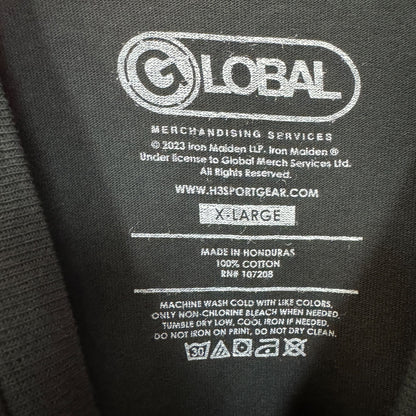 GLOBAL
MERCHANDISING SERVICES
© 2023 Iron Maiden LLP. Iron Maiden ®
Under license to Global Merch Services Ltd.
All Rights Reserved
WWW.H3SPORTGEAR.COM
X-LARGE
MADE IN HONDURAS
100% COTTON
RN# 107208
MACHINE WASH COLD WITH LIKE COLORS,
ONLY NON-CHLORINE BLEACH WHEN NEEDED,
TUMBLE DRY LOW, COOL IRON IF NEEDED.
DO NOT IRON ON PRINT, DO NOT DRY CLEAN.
30